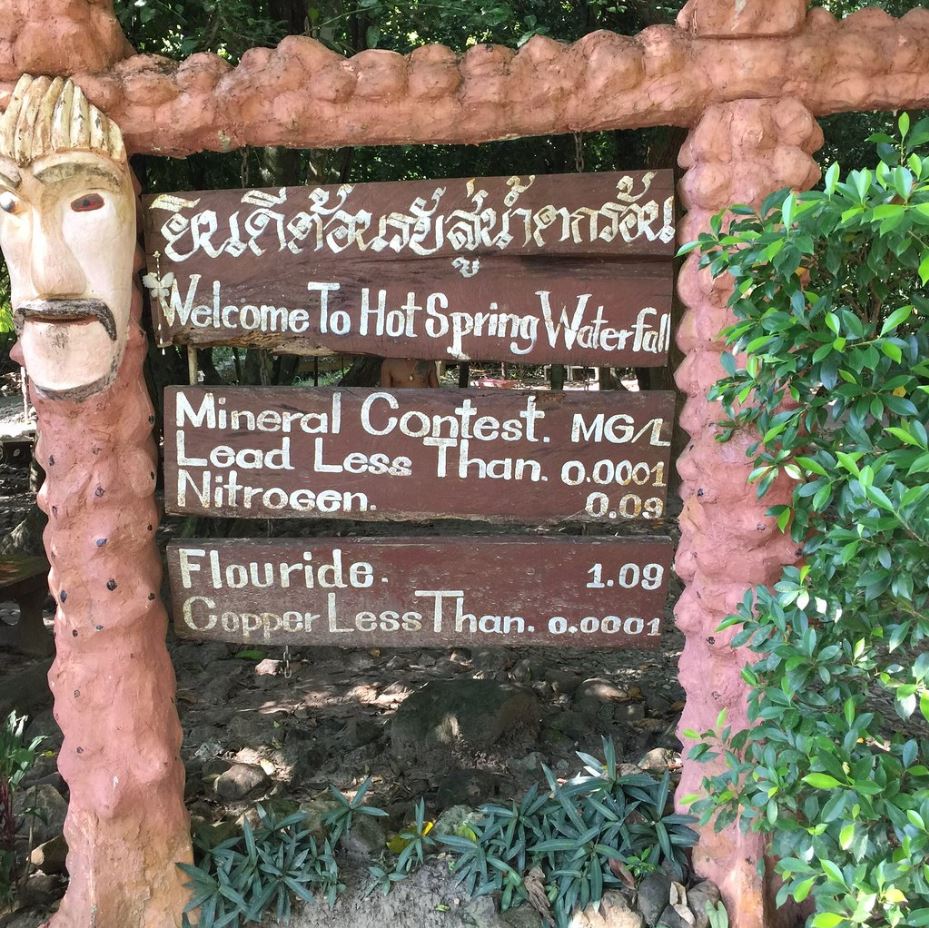 ยินดีต้อนรับสู่น้ำตกร้อน
Welcome To Hot Spring Waterfall
Mineral Contest. MG/L
Lead Less Than. 0.0001
Nitrogen. 0.09
Flouride. 1.09
Copper Less Than. 0.0001